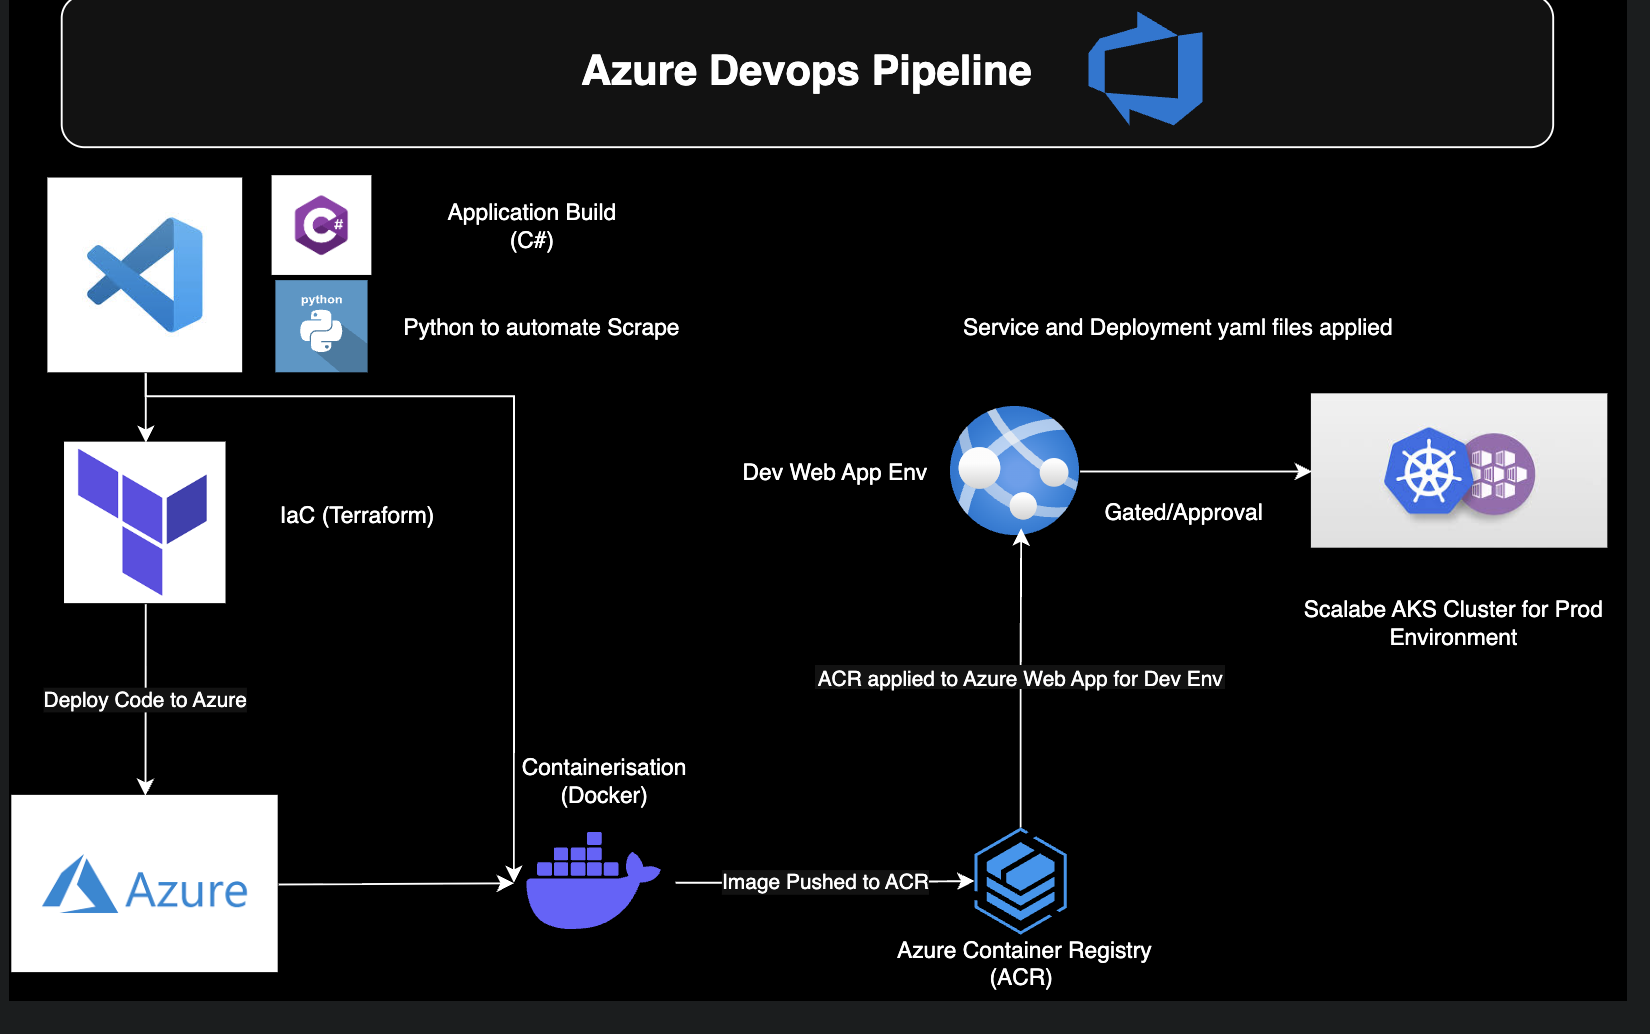 Azure Devops Pipeline
Application Build
(C#)
C#
python
Python to automate Scrape
Service and Deployment yaml files applied
IaC (Terraform)
Dev Web App Env
Gated/Approval
Scalabe AKS Cluster for Prod
Environment
Deploy Code to Azure
ACR applied to Azure Web App for Dev Env
Containerisation
(Docker)
Azure
Image Pushed to ACR
Azure Container Registry
(ACR)